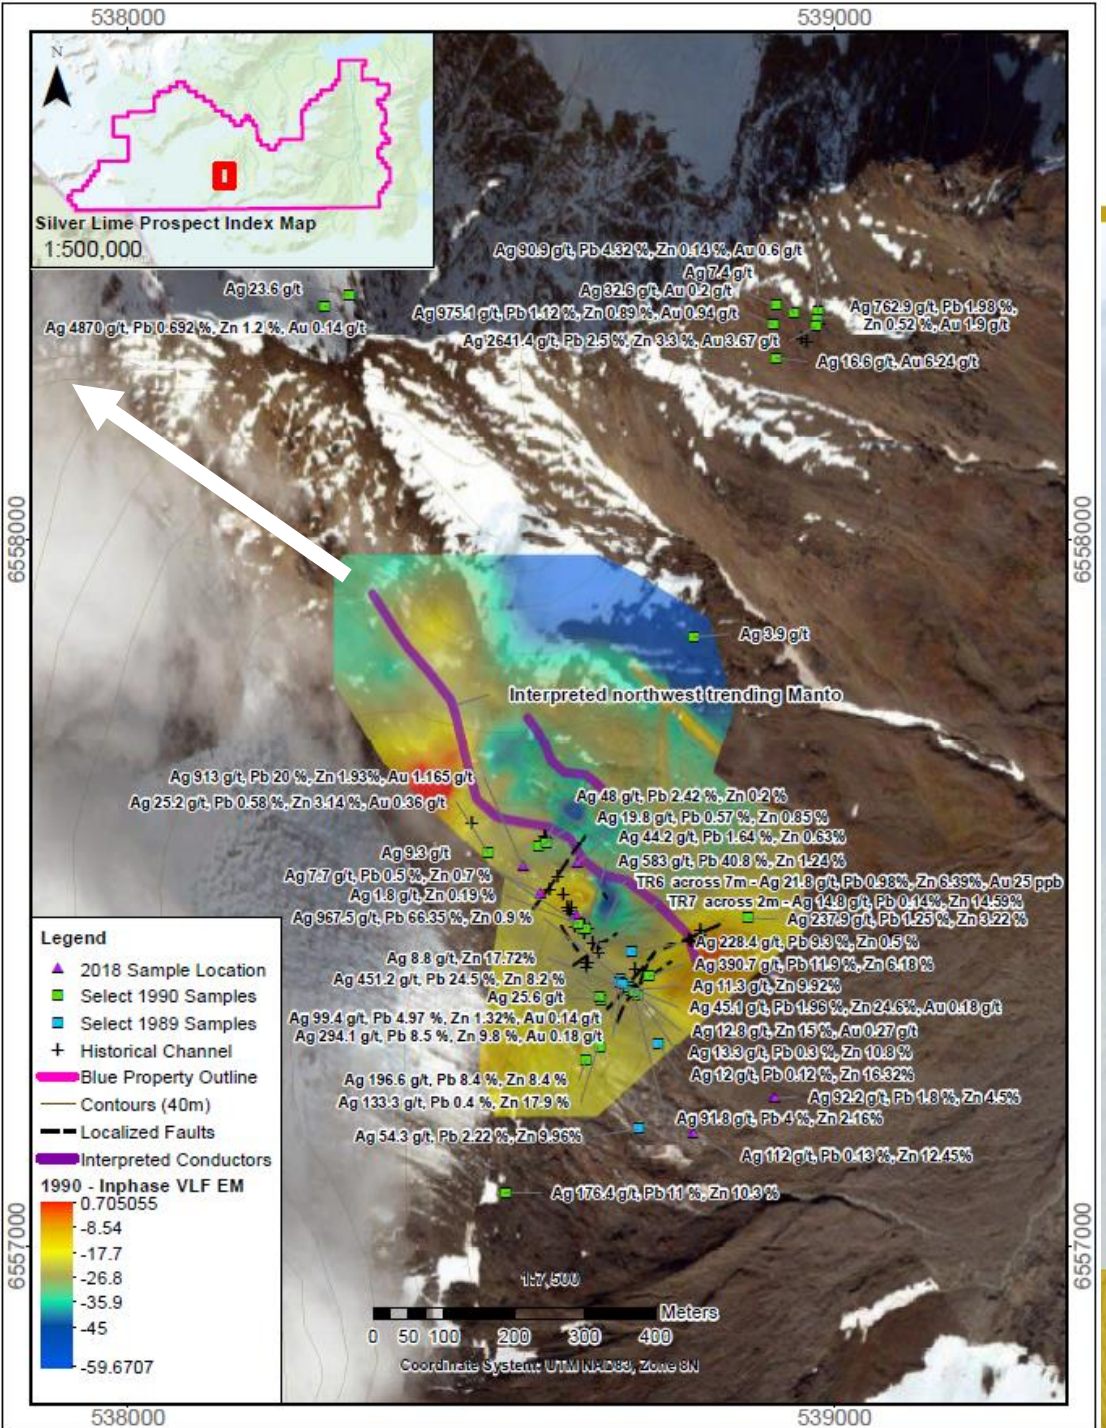 538000
539000
N
Silver Lime Prospect Index Map
1:500,000
Ag 90.9 g/t, Pb 4.32 %, Zn 0.14 %, Au 0.6 g/t
Ag 7.4 g/t
Ag 23.6 g/t
Ag 32.6 g/t, Au 0.2 g/t
Ag 975.1 g/t, Pb 1.12 %, Zn 0.89 %, Au 0.94 g/t
Ag 762.9 g/t, Pb 1.98 %,
Zn 0.52 %, Au 1.9 g/t
Ag 4870 g/t, Pb 0.692 %, Zn 1.2 %, Au 0.14 g/t
Ag 2641.4 g/t, Pb 2.5 %, Zn 3.3 %, Au 3.67 g/t
Ag 16.6 g/t, Au 6.24 g/t
6558000
6558000
Ag 3.9 g/t
Interpreted northwest trending Manto
Ag 913 g/t, Pb 20 %, Zn 1.93%, Au 1.165 g/t
Ag 25.2 g/t, Pb 0.58 %, Zn 3.14 %, Au 0.36 g/t
Ag 9.3 g/t
Ag 7.7 g/t, Pb 0.5 %, Zn 0.7 %
Ag 1.8 g/t, Zn 0.19 %
Ag 967.5 g/t, Pb 66.35 %, Zn 0.9 %
Ag 8.8 g/t, Zn 17.72%
Ag 451.2 g/t, Pb 24.5 %, Zn 8.2 %
Ag 25.6 g/t
Ag 99.4 g/t, Pb 4.97 %, Zn 1.32%, Au 0.14 g/t
Ag 294.1 g/t, Pb 8.5 %, Zn 9.8 %, Au 0.18 g/t
Ag 196.6 g/t, Pb 8.4 %, Zn 8.4 %
Ag 133.3 g/t, Pb 0.4 %, Zn 17.9 %
Ag 54.3 g/t, Pb 2.22 %, Zn 9.96%
Ag 48 g/t, Pb 2.42 %, Zn 0.2 %
Ag 19.8 g/t, Pb 0.57 %, Zn 0.85 %
Ag 44.2 g/t, Pb 1.64 %, Zn 0.63%
Ag 583 g/t, Pb 40.8 %, Zn 1.24 %
TR6 across 7m - Ag 21.8 g/t, Pb 0.98%, Zn 6.39%, Au 25 ppb
TR7 across 2m - Ag 14.8 g/t, Pb 0.14%, Zn 14.59%
Ag 237.9 g/t, Pb 1.25 %, Zn 3.22 %
Ag 228.4 g/t, Pb 9.3 %, Zn 0.5 %
Ag 390.7 g/t, Pb 11.9 %, Zn 6.18 %
Ag 11.3 g/t, Zn 9.92%
Ag 45.1 g/t, Pb 1.96 %, Zn 24.6%, Au 0.18 g/t
Ag 12.8 g/t, Zn 15 %, Au 0.27 g/t
Ag 13.3 g/t, Pb 0.3 %, Zn 10.8 %
Ag 12 g/t, Pb 0.12 %, Zn 16.32%
Ag 92.2 g/t, Pb 1.8 %, Zn 4.5%
Ag 91.8 g/t, Pb 4 %, Zn 2.16%
Ag 112 g/t, Pb 0.13 %, Zn 12.45%
Ag 176.4 g/t, Pb 11 %, Zn 10.3 %
Legend
2018 Sample Location
Select 1990 Samples
Select 1989 Samples
Historical Channel
Blue Property Outline
Contours (40m)
Localized Faults
Interpreted Conductors
1990 - Inphase VLF EM
0.705055
-8.54
-17.7
-26.8
-35.9
-45
-59.6707
6557000
6557000
1:7,500
Meters
0 50 100 200 300 400
Coordinate System: UTM NAD83, Zone 8N
538000
539000